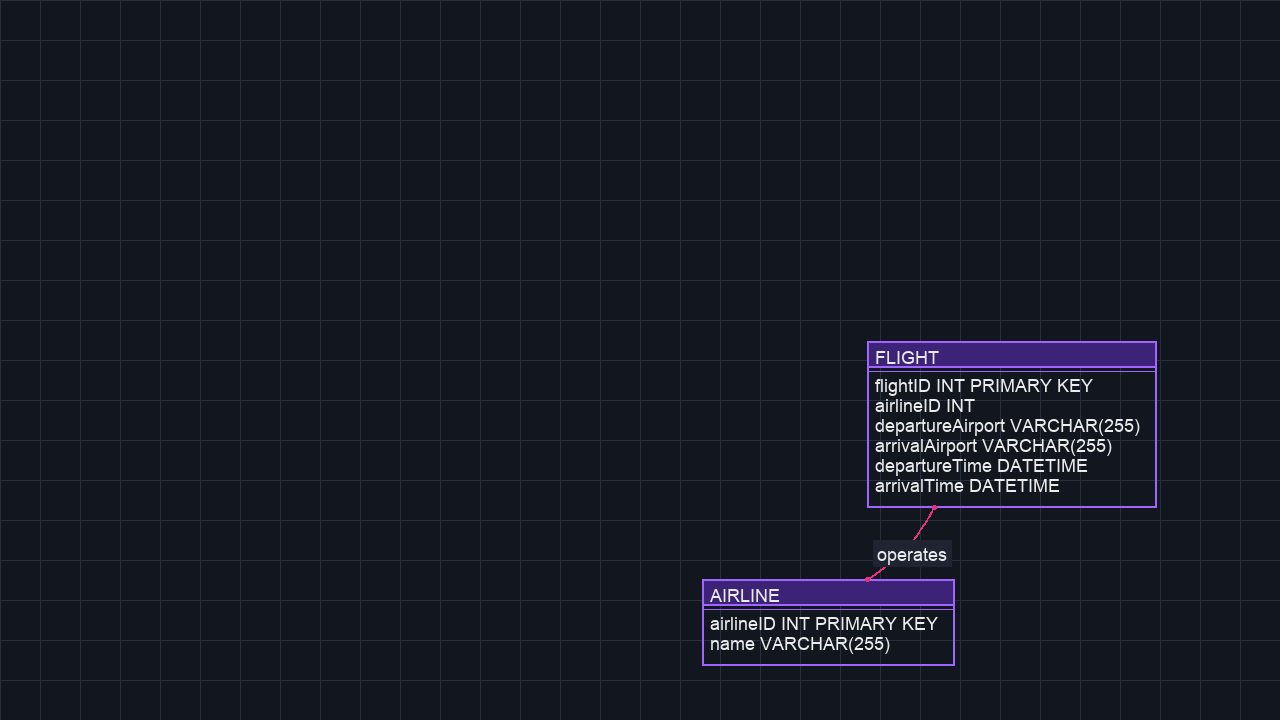 FLIGHT
flightID INT PRIMARY KEY
airlineID INT
departureAirport VARCHAR(255)
arrivalAirport VARCHAR(255)
departureTime DATETIME
arrivalTime DATETIME
operates
AIRLINE
airlineID INT PRIMARY KEY
name VARCHAR(255)